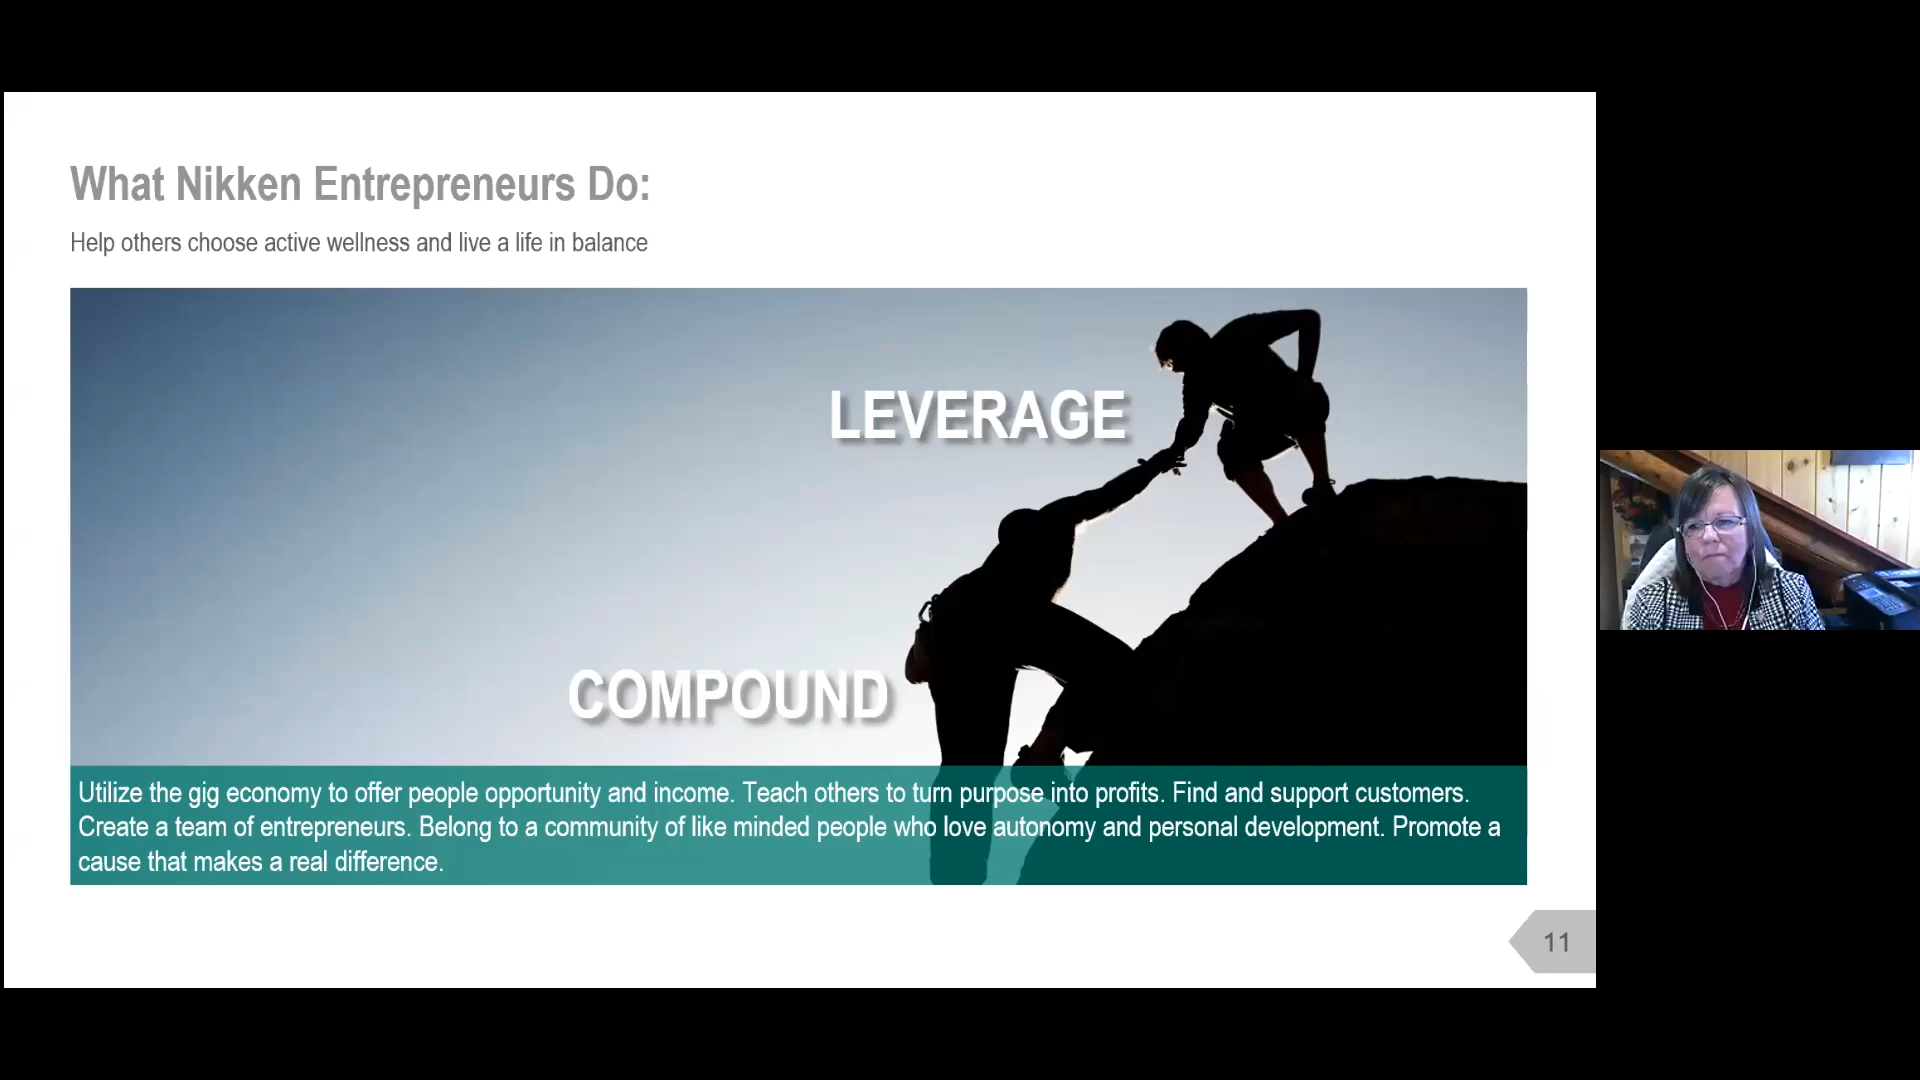 What Nikken Entrepreneurs Do:
Help others choose active wellness and live a life in balance
LEVERAGE
COMPOUND
Utilize the gig economy to offer people opportunity and income. Teach others to turn purpose into profits. Find and support customers.
Create a team of entrepreneurs. Belong to a community of like minded people who love autonomy and personal development. Promote a
cause that makes a real difference.
11